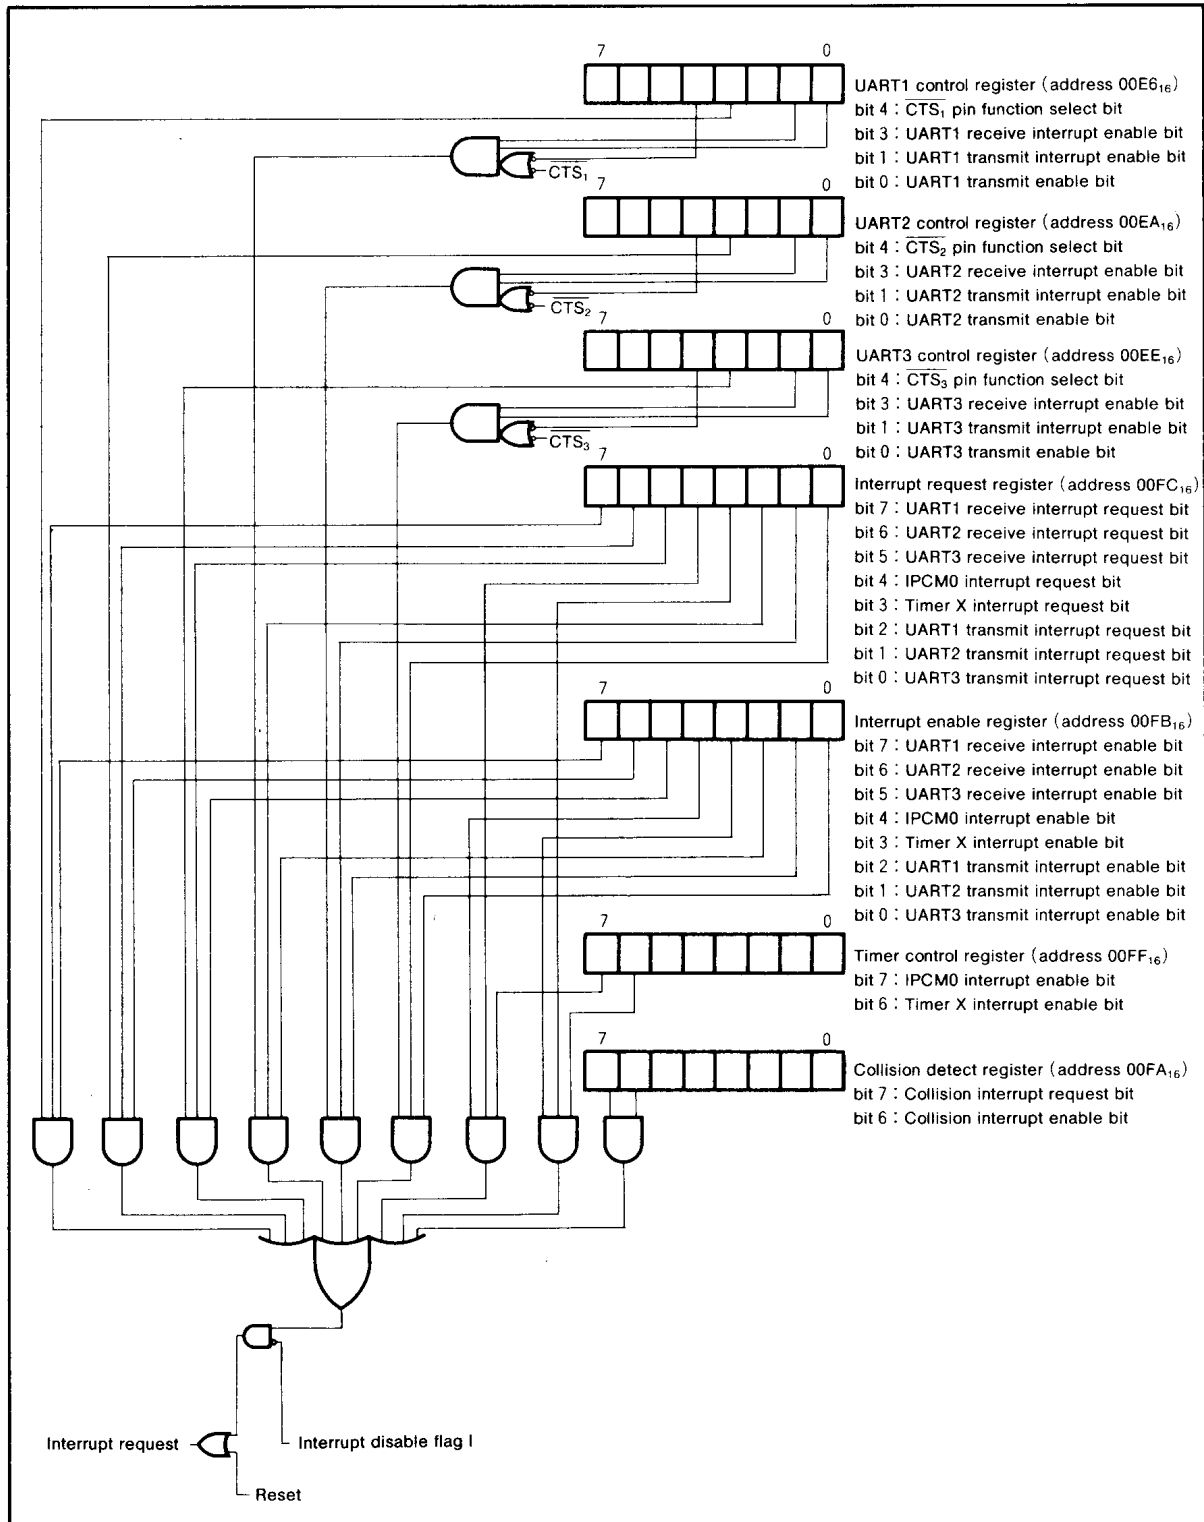 7 0
UART1 control register (address 00E6₁₆)
bit 4 : C̅T̅S̅₁ pin function select bit
bit 3 : UART1 receive interrupt enable bit
bit 1 : UART1 transmit interrupt enable bit
bit 0 : UART1 transmit enable bit
C̅T̅S̅₁
7 0
UART2 control register (address 00EA₁₆)
bit 4 : C̅T̅S̅₂ pin function select bit
bit 3 : UART2 receive interrupt enable bit
bit 1 : UART2 transmit interrupt enable bit
bit 0 : UART2 transmit enable bit
C̅T̅S̅₂
7 0
UART3 control register (address 00EE₁₆)
bit 4 : C̅T̅S̅₃ pin function select bit
bit 3 : UART3 receive interrupt enable bit
bit 1 : UART3 transmit interrupt enable bit
bit 0 : UART3 transmit enable bit
C̅T̅S̅₃
7 0
Interrupt request register (address 00FC₁₆)
bit 7 : UART1 receive interrupt request bit
bit 6 : UART2 receive interrupt request bit
bit 5 : UART3 receive interrupt request bit
bit 4 : IPCM0 interrupt request bit
bit 3 : Timer X interrupt request bit
bit 2 : UART1 transmit interrupt request bit
bit 1 : UART2 transmit interrupt request bit
bit 0 : UART3 transmit interrupt request bit
7 0
Interrupt enable register (address 00FB₁₆)
bit 7 : UART1 receive interrupt enable bit
bit 6 : UART2 receive interrupt enable bit
bit 5 : UART3 receive interrupt enable bit
bit 4 : IPCM0 interrupt enable bit
bit 3 : Timer X interrupt enable bit
bit 2 : UART1 transmit interrupt enable bit
bit 1 : UART2 transmit interrupt enable bit
bit 0 : UART3 transmit interrupt enable bit
7 0
Timer control register (address 00FF₁₆)
bit 7 : IPCM0 interrupt enable bit
bit 6 : Timer X interrupt enable bit
7 0
Collision detect register (address 00FA₁₆)
bit 7 : Collision interrupt request bit
bit 6 : Collision interrupt enable bit
Interrupt request
Interrupt disable flag I
Reset